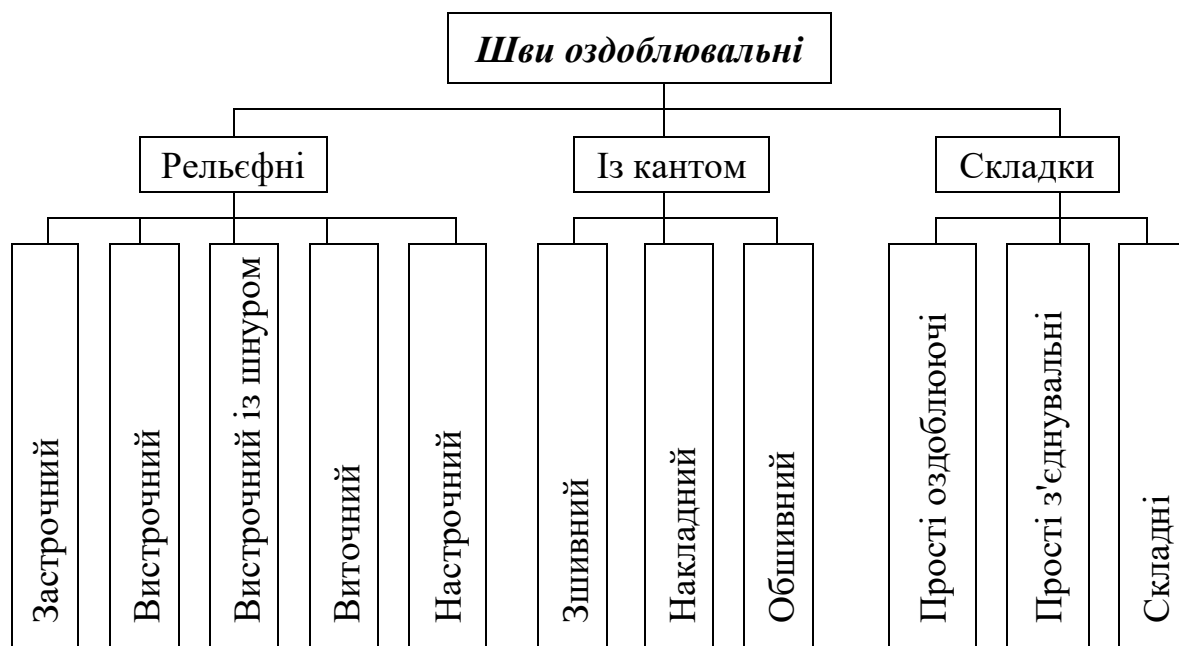 Шви оздоблювальні
Рельєфні
Із кантом
Складки
Застрочний
Вистрочний
Вистрочний із шнуром
Виточний
Настрочний
Зшивний
Накладний
Обшивний
Прості оздоблюючі
Прості з'єднувальні
Складні